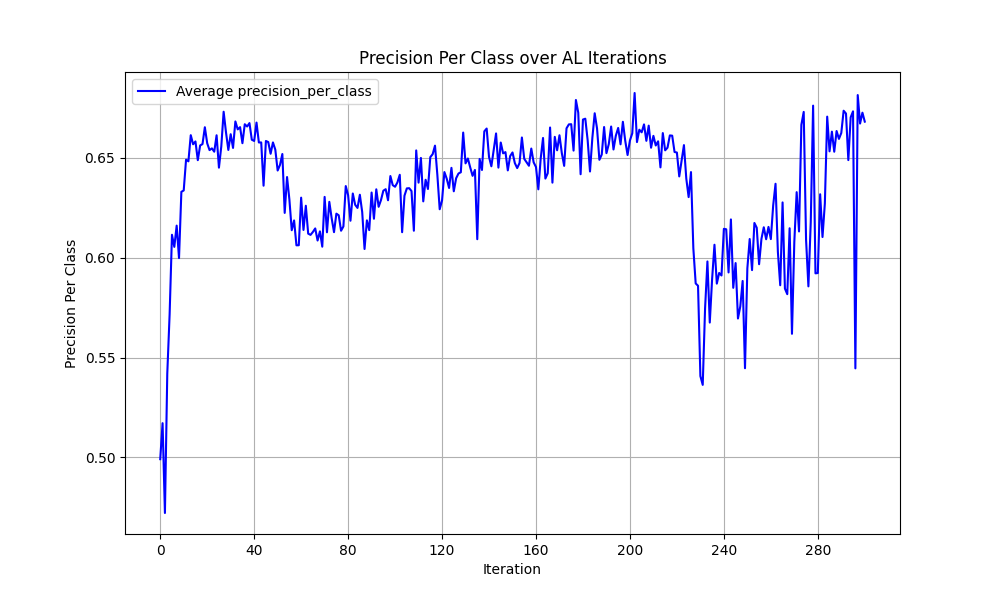 Precision Per Class over AL Iterations
Average precision_per_class
Precision Per Class
0.65
0.60
0.55
0.50
0 40 80 120 160 200 240 280
Iteration